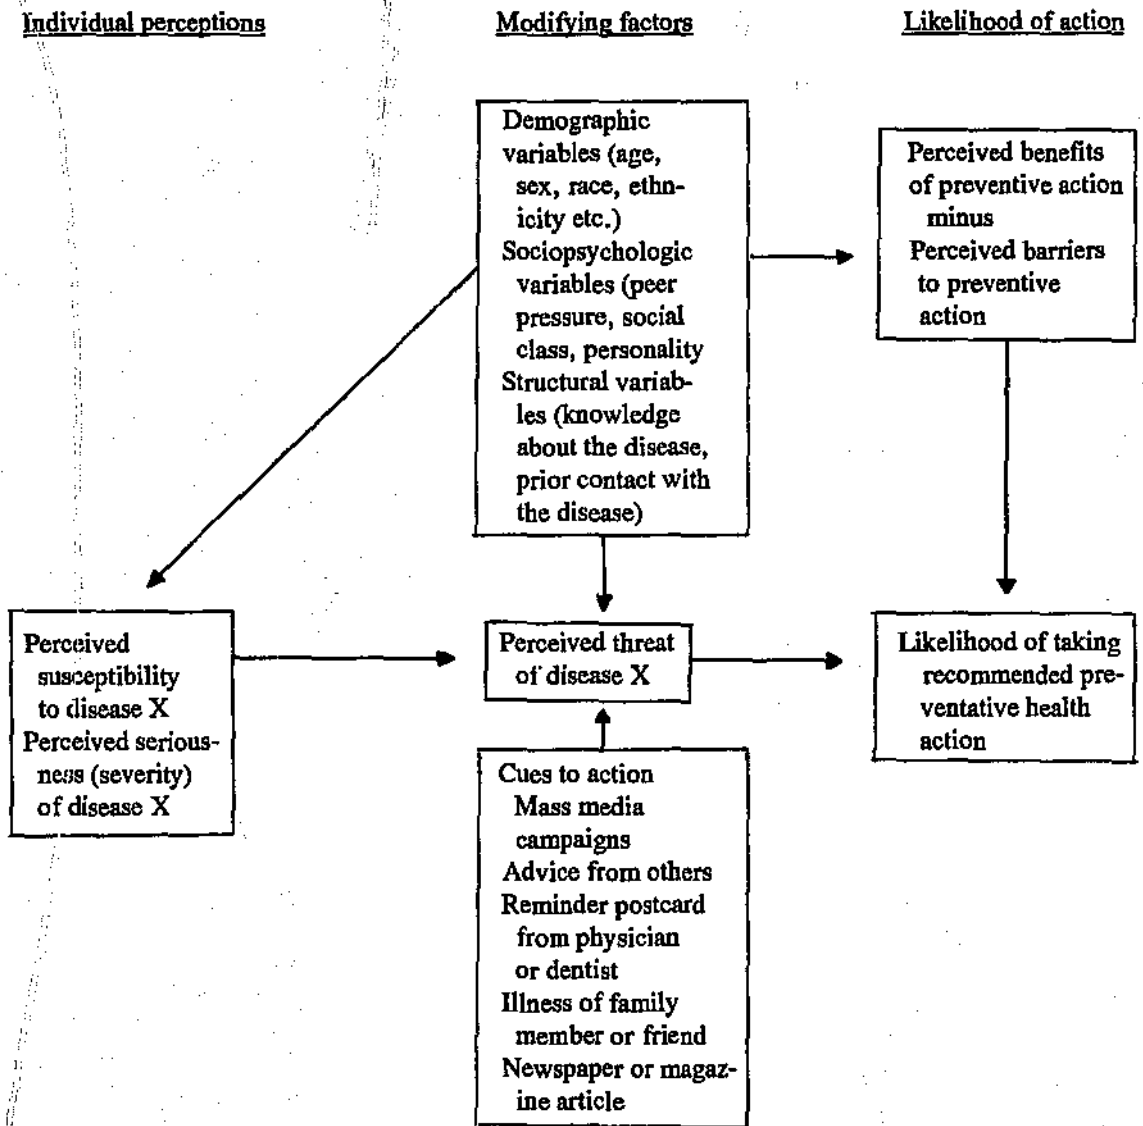 Individual perceptions
Modifying factors
Likelihood of action
Demographic
variables (age,
sex, race, ethn-
icity etc.)
Sociopsychologic
variables (peer
pressure, social
class, personality
Structural variab-
les (knowledge
about the disease,
prior contact with
the disease)
Perceived benefits
of preventive action
minus
Perceived barriers
to preventive
action
Perceived
susceptibility
to disease X
Perceived serious-
ness (severity)
of disease X
Perceived threat
of disease X
Likelihood of taking
recommended pre-
ventative health
action
Cues to action
Mass media
campaigns
Advice from others
Reminder postcard
from physician
or dentist
Illness of family
member or friend
Newspaper or magaz-
ine article